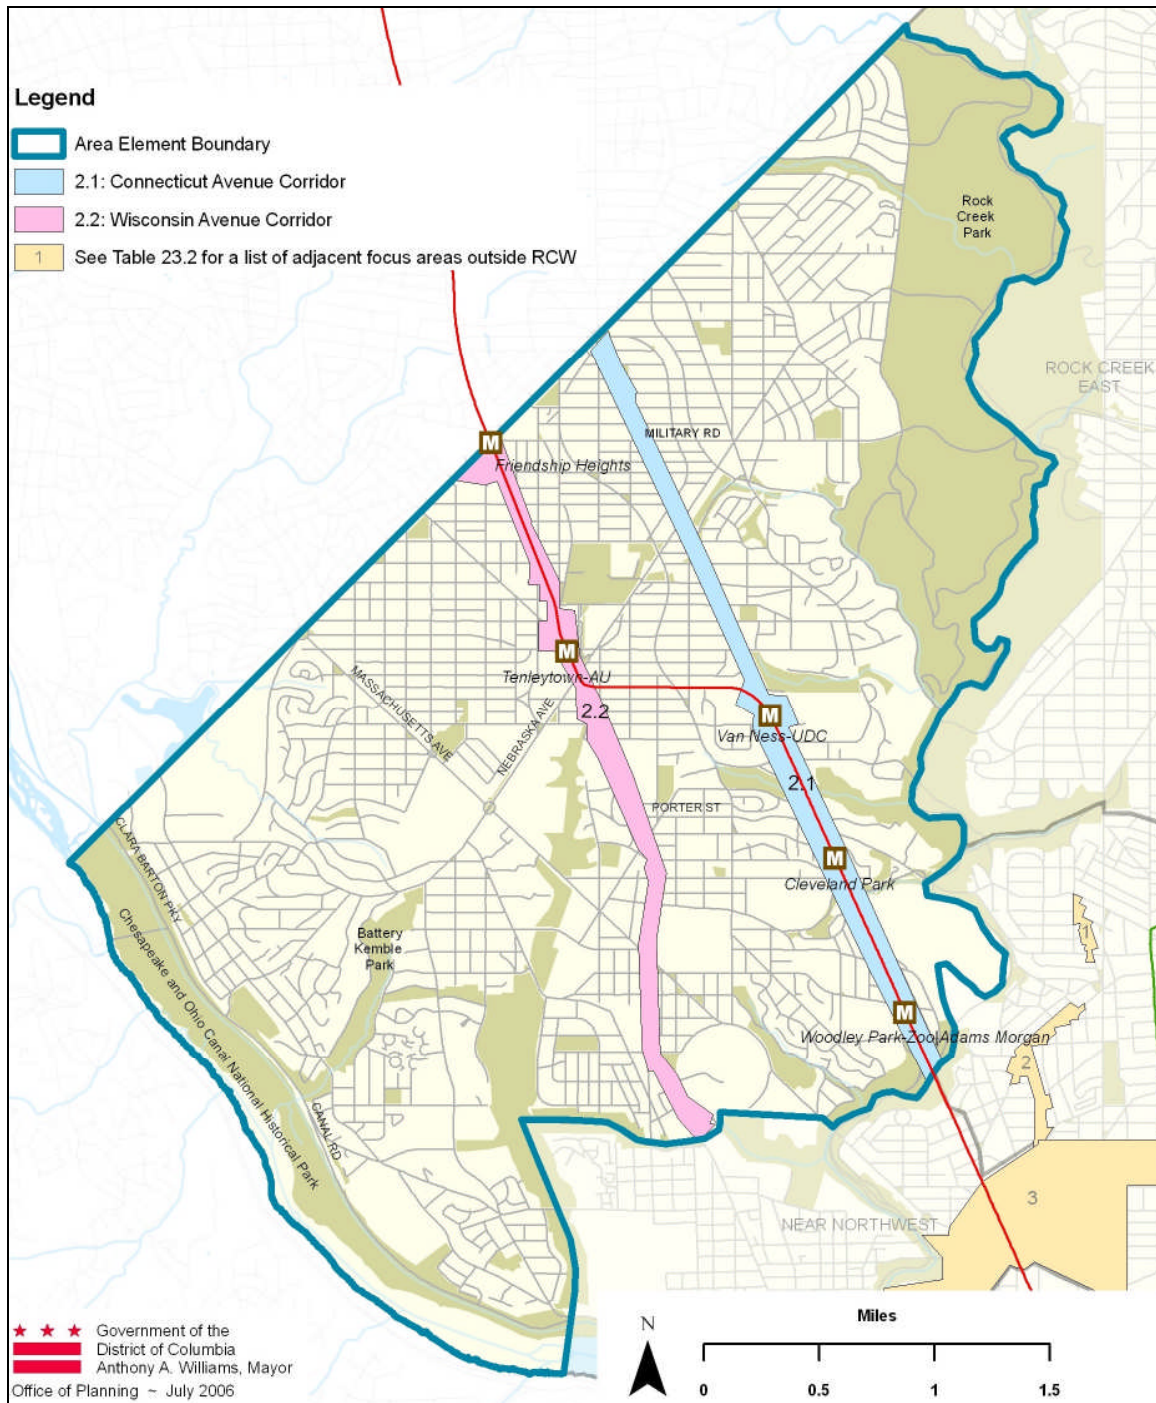 Legend
Area Element Boundary
2.1: Connecticut Avenue Corridor
2.2: Wisconsin Avenue Corridor
1
See Table 23.2 for a list of adjacent focus areas outside RCW
Rock
Creek
Park
ROCK CREEK
EAST
MILITARY RD
M
Friendship Heights
M
Tenleytown-AU
MASSACHUSETTS AVE
NEBRASKA AVE
2.2
M
Van Ness-UDC
2.1
PORTER ST
M
Cleveland Park
CLARA BARTON PKY
Chesapeake and Ohio Canal National Historical Park
Battery
Kemble
Park
1
M
Woodley Park-Zoo|Adams Morgan
2
CANAL RD
3
NEAR NORTHWEST
Government of the
District of Columbia
Anthony A. Williams, Mayor
Office of Planning ~ July 2006
N
Miles
0 0.5 1 1.5